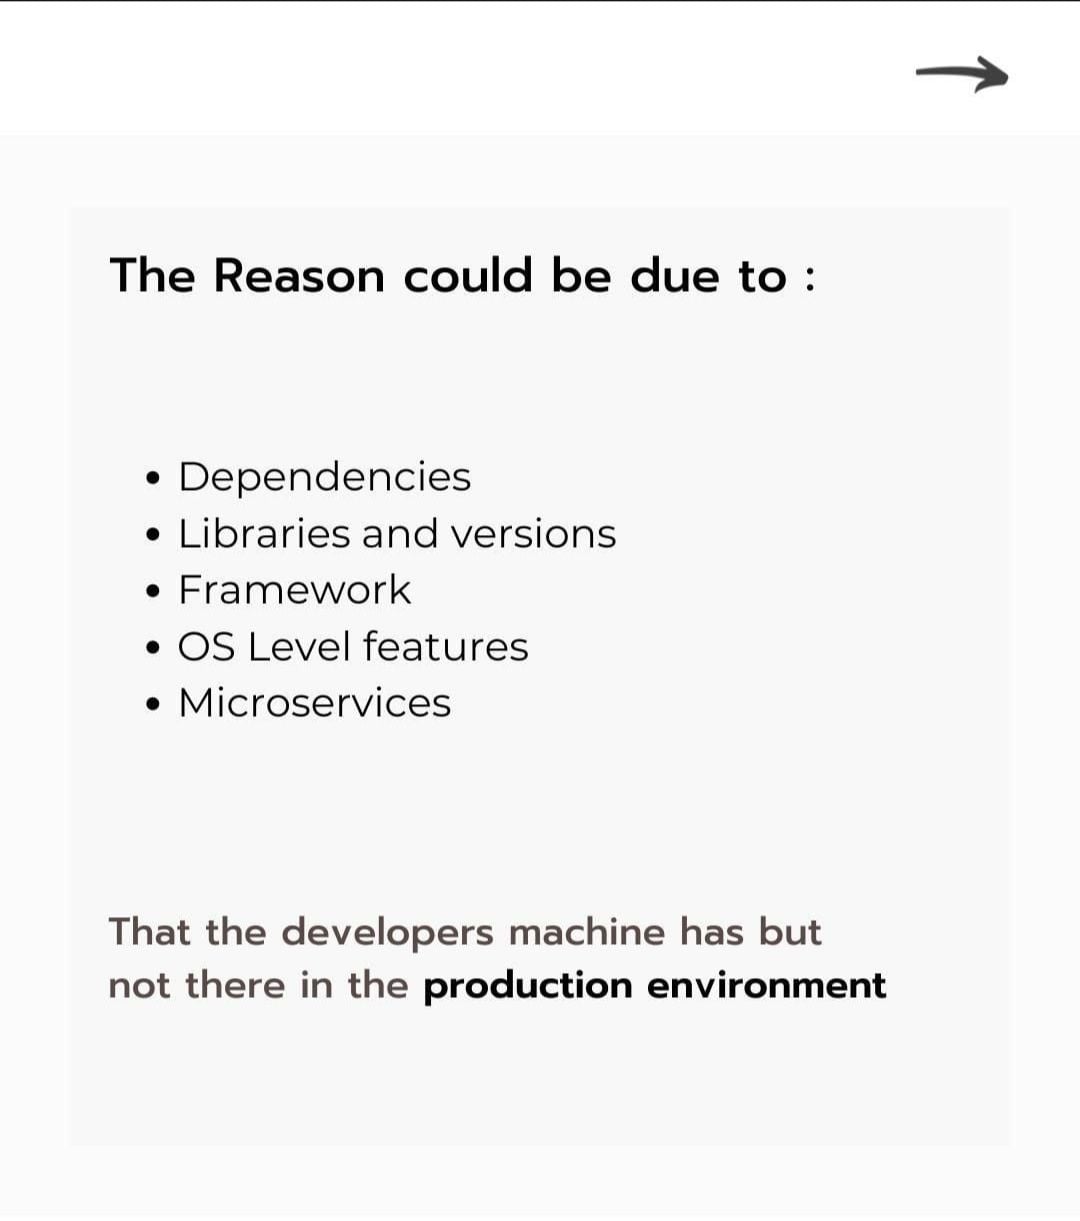 The Reason could be due to :
• Dependencies
• Libraries and versions
• Framework
• OS Level features
• Microservices
That the developers machine has but
not there in the production environment